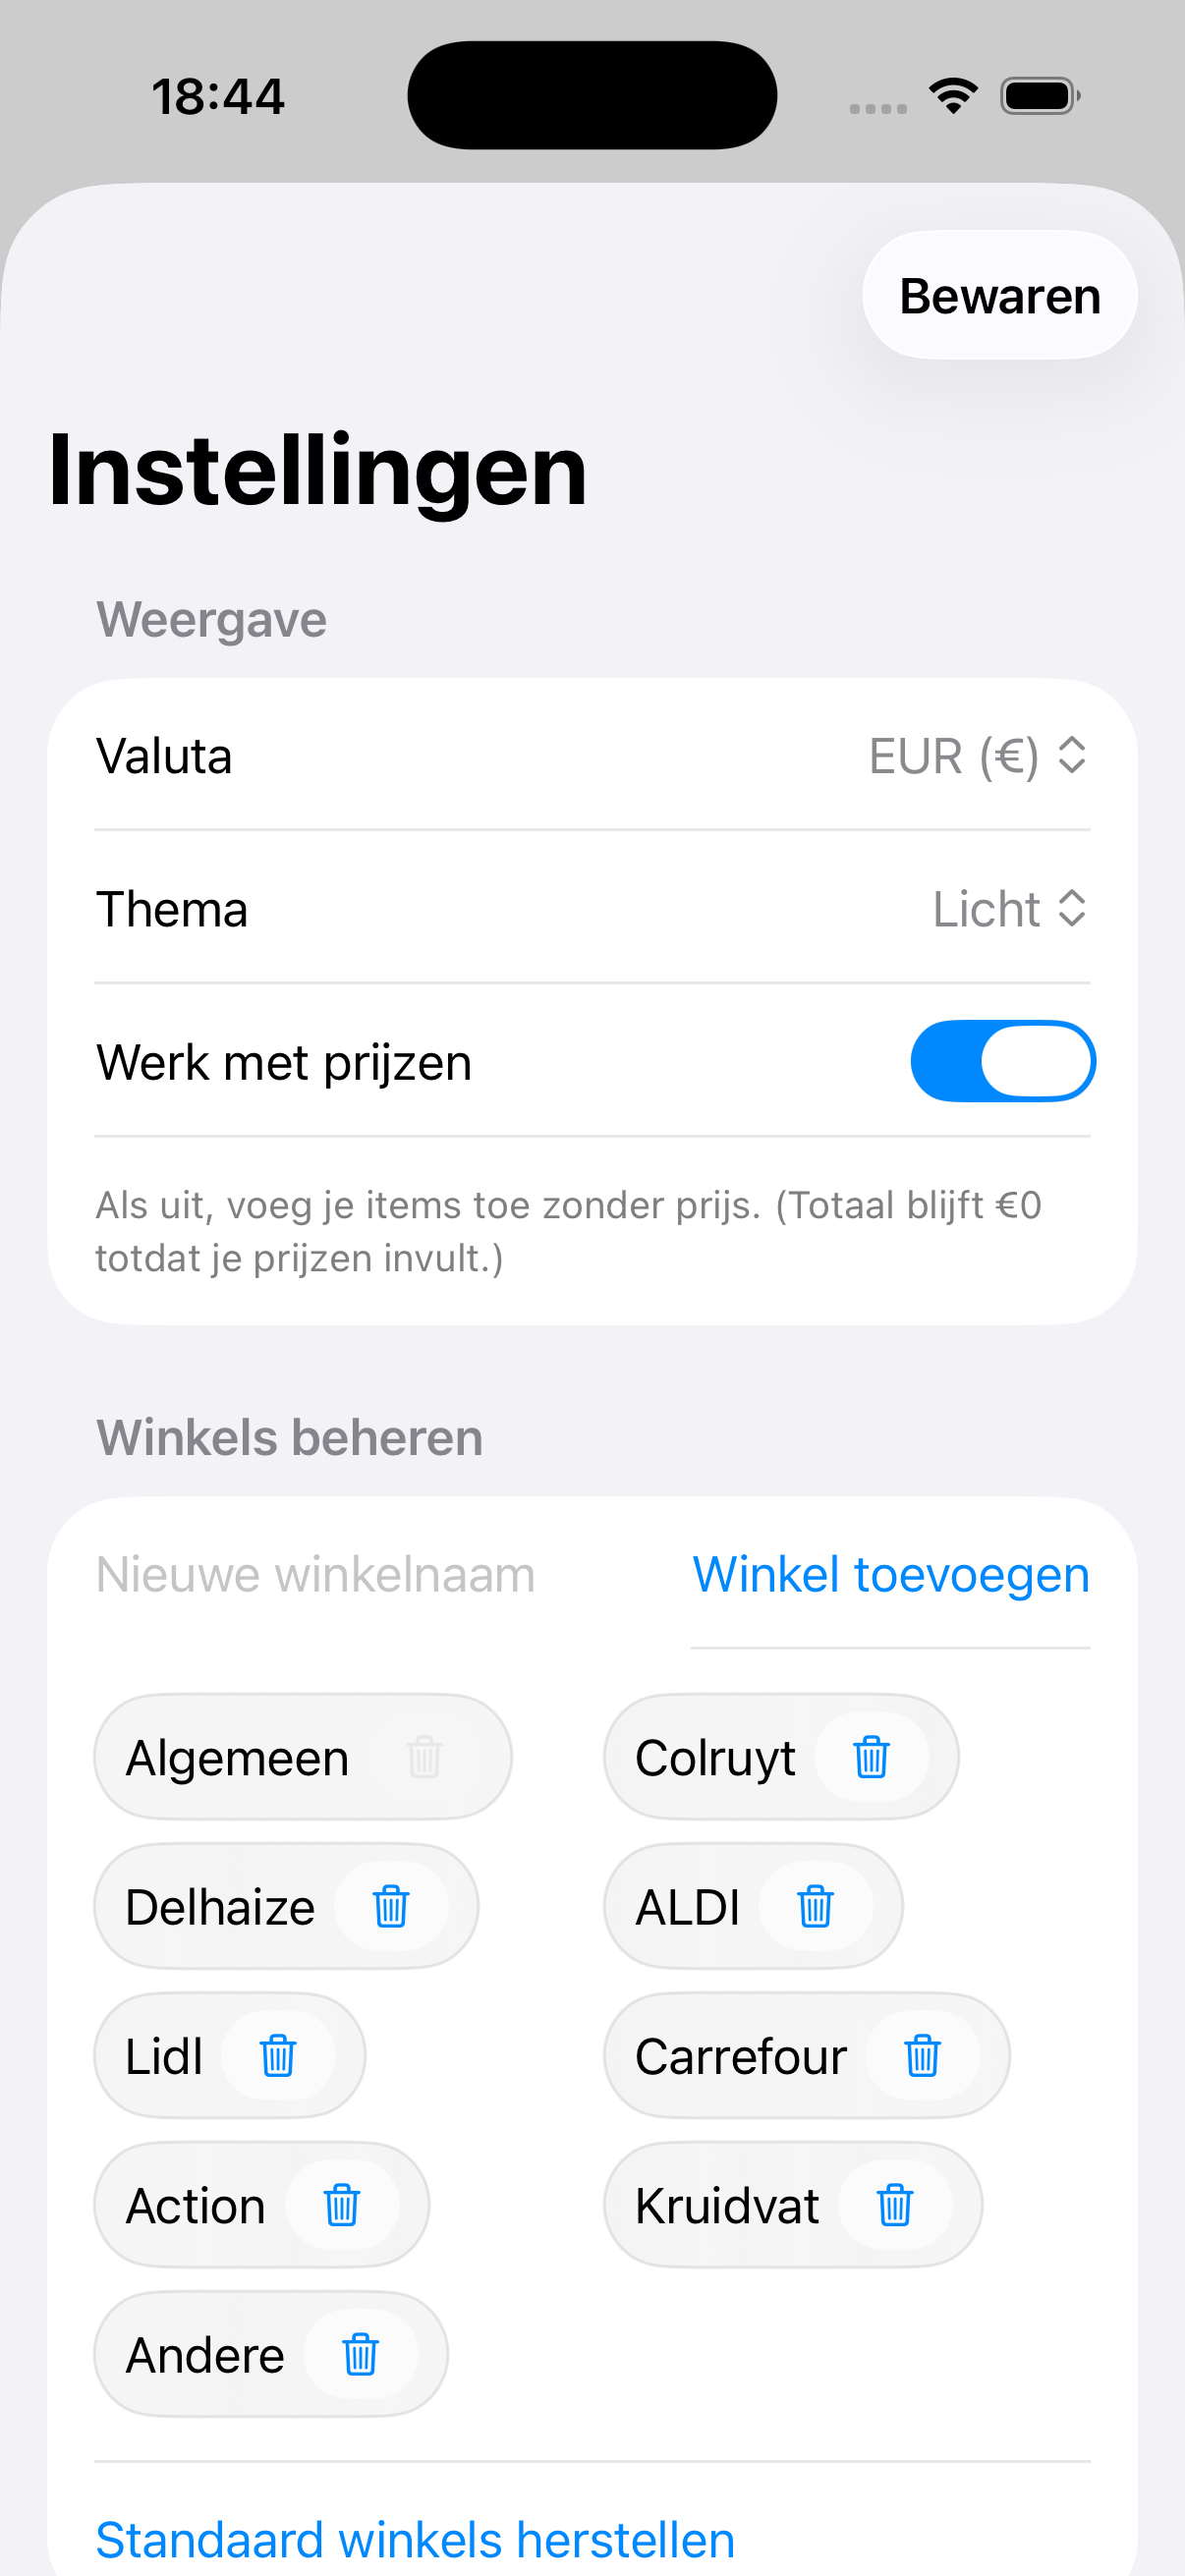 18:44
Bewaren
Instellingen
Weergave
Valuta EUR (€)
Thema Licht
Werk met prijzen
Als uit, voeg je items toe zonder prijs. (Totaal blijft €0
totdat je prijzen invult.)
Winkels beheren
Nieuwe winkelnaam Winkel toevoegen
Algemeen Colruyt
Delhaize ALDI
Lidl Carrefour
Action Kruidvat
Andere
Standaard winkels herstellen